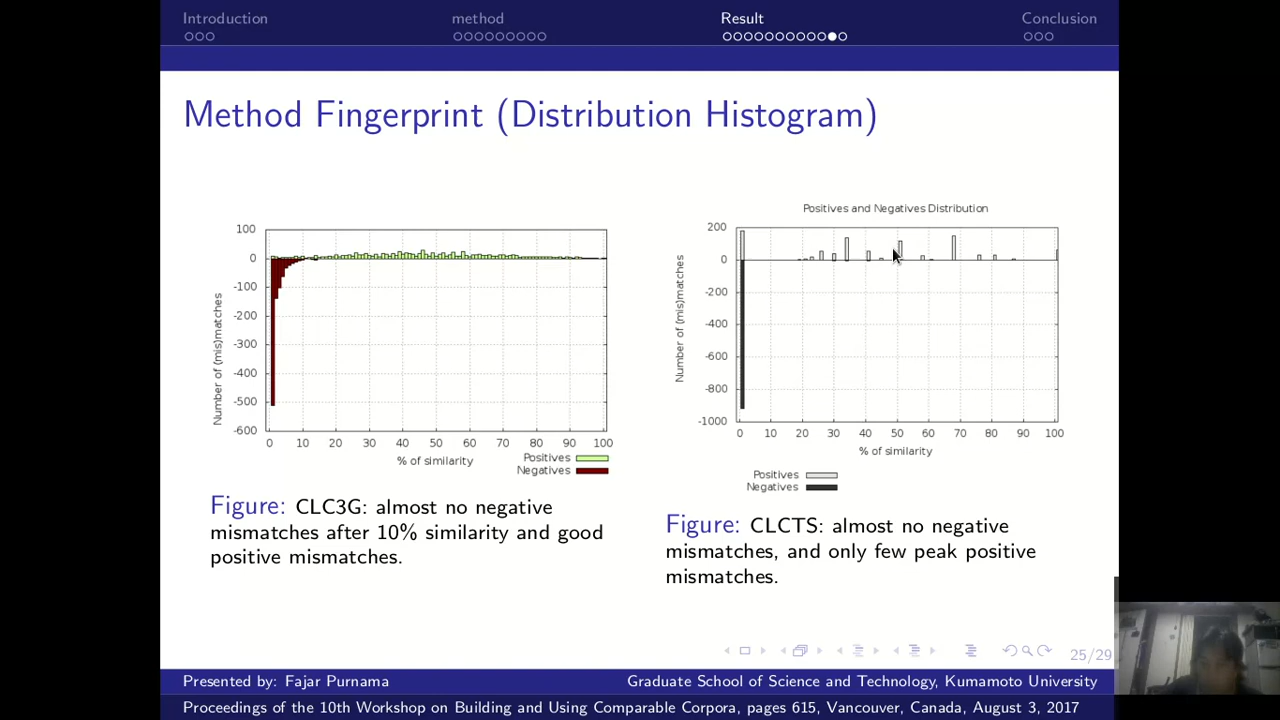 Introduction
method
Result
Conclusion
Method Fingerprint (Distribution Histogram)
100
0
-100
-200
-300
-400
-500
-600
Number of (mis)matches
0 10 20 30 40 50 60 70 80 90 100
% of similarity
Positives
Negatives
Figure: CLC3G: almost no negative
mismatches after 10% similarity and good
positive mismatches.
Positives and Negatives Distribution
200
0
-200
-400
-600
-800
-1000
Number of (mis)matches
0 10 20 30 40 50 60 70 80 90 100
% of similarity
Positives
Negatives
Figure: CLCTS: almost no negative
mismatches, and only few peak positive
mismatches.
25/29
Presented by: Fajar Purnama
Graduate School of Science and Technology, Kumamoto University
Proceedings of the 10th Workshop on Building and Using Comparable Corpora, pages 615, Vancouver, Canada, August 3, 2017